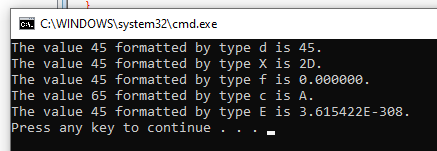 }
C:\WINDOWS\system32\cmd.exe
The value 45 formatted by type d is 45.
The value 45 formatted by type X is 2D.
The value 45 formatted by type f is 0.000000.
The value 65 formatted by type c is A.
The value 45 formatted by type E is 3.615422E-308.
Press any key to continue . . .